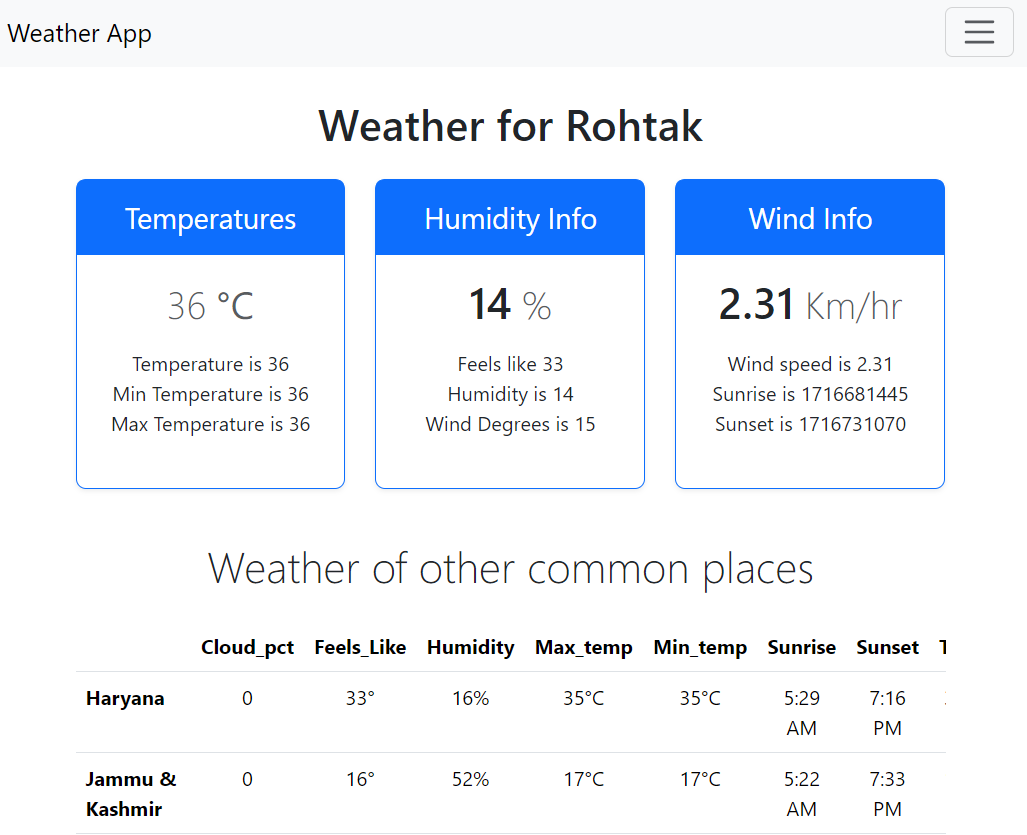 Weather App
Weather for Rohtak
Temperatures
36 °C
Temperature is 36
Min Temperature is 36
Max Temperature is 36
Humidity Info
14 %
Feels like 33
Humidity is 14
Wind Degrees is 15
Wind Info
2.31 Km/hr
Wind speed is 2.31
Sunrise is 1716681445
Sunset is 1716731070
Weather of other common places
Cloud_pct Feels_Like Humidity Max_temp Min_temp Sunrise Sunset
Haryana 0 33° 16% 35°C 35°C 5:29 7:16
AM PM
Jammu & 0 16° 52% 17°C 17°C 5:22 7:33
Kashmir AM PM